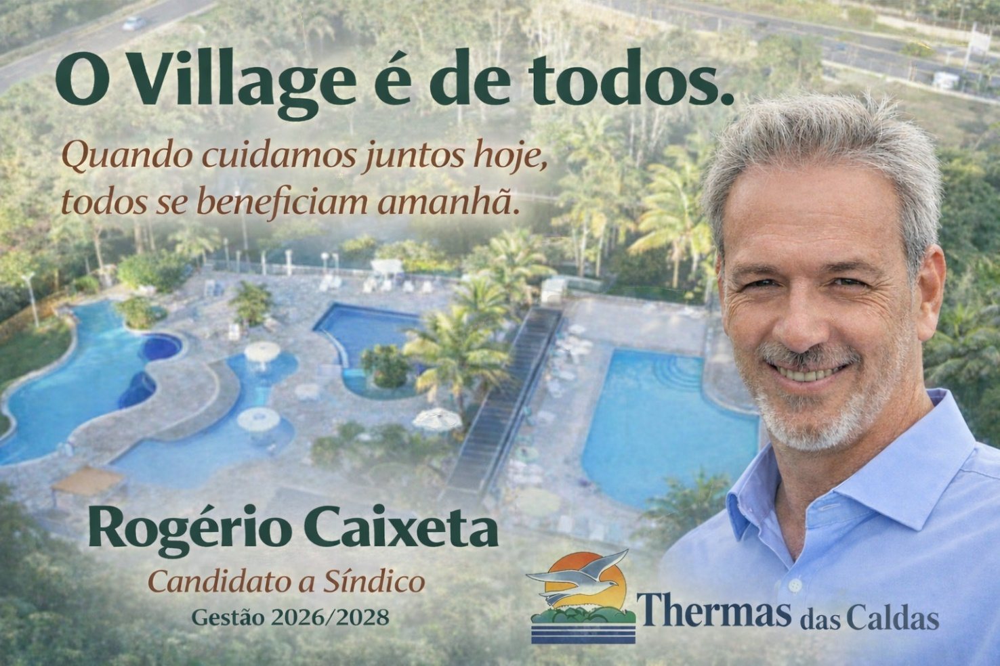 O Village é de todos.
Quando cuidamos juntos hoje,
todos se beneficiam amanhã.
Rogério Caixeta
Candidato a Síndico
Gestão 2026/2028
Thermas das Caldas